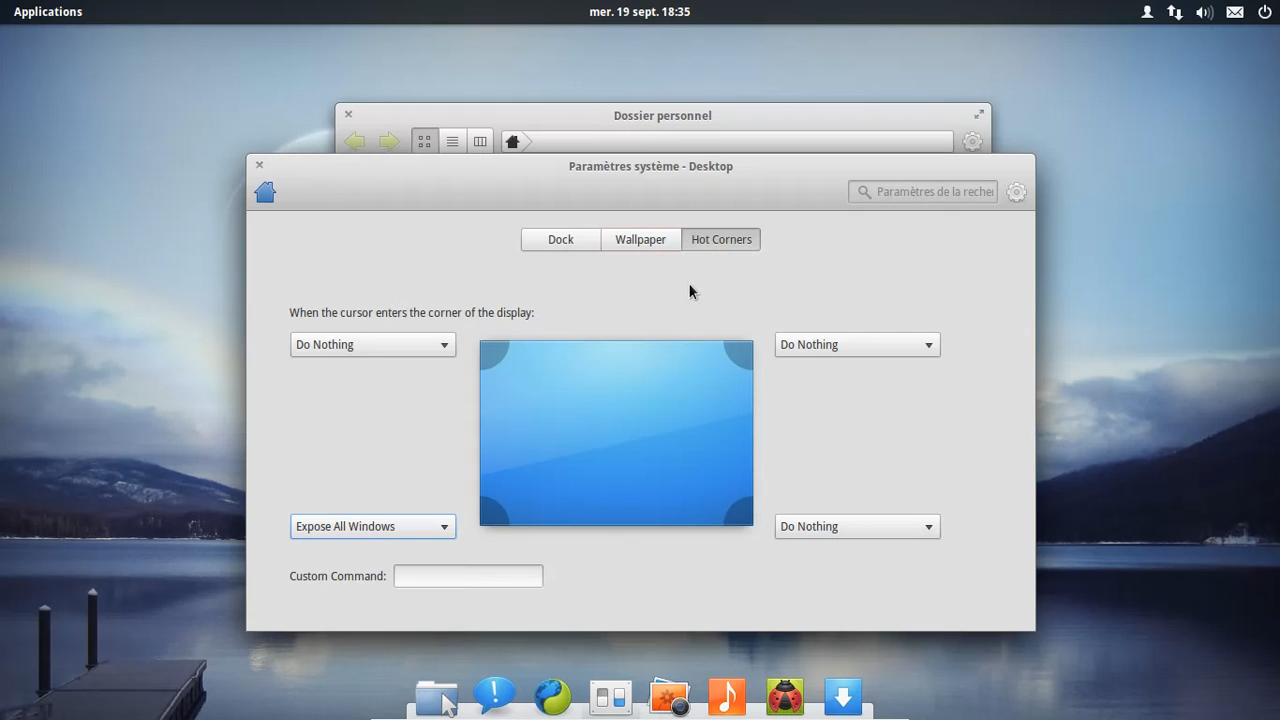 Applications
mer. 19 sept. 18:35
Dossier personnel
Paramètres système - Desktop
Paramètres de la recher
Dock
Wallpaper
Hot Corners
When the cursor enters the corner of the display:
Do Nothing
Do Nothing
Expose All Windows
Do Nothing
Custom Command: